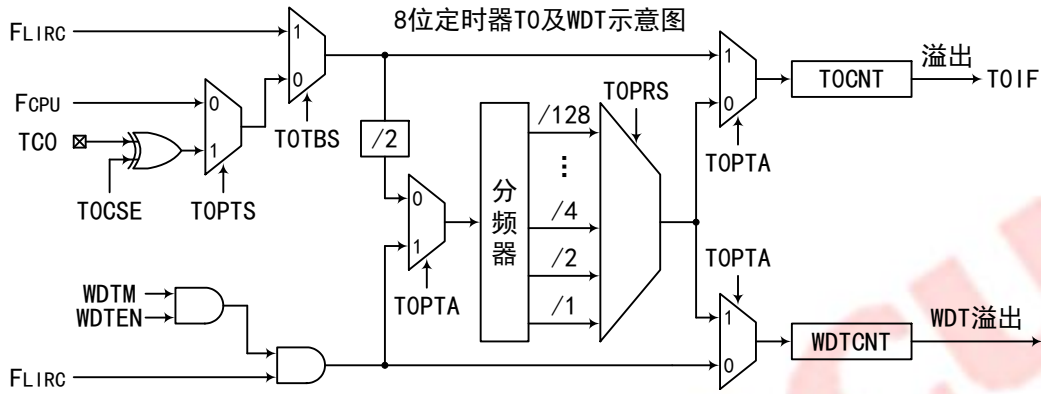 8位定时器T0及WDT示意图
FLIRC
1
0
T0TBS
FCPU
TC0
0
1
T0CSE
T0PTS
/2
0
1
T0PTA
分频器
/128
⋮
/4
/2
/1
T0PRS
1
0
T0PTA
T0CNT
溢出
T0IF
WDTM
WDTEN
FLIRC
T0PTA
1
0
WDTCNT
WDT溢出